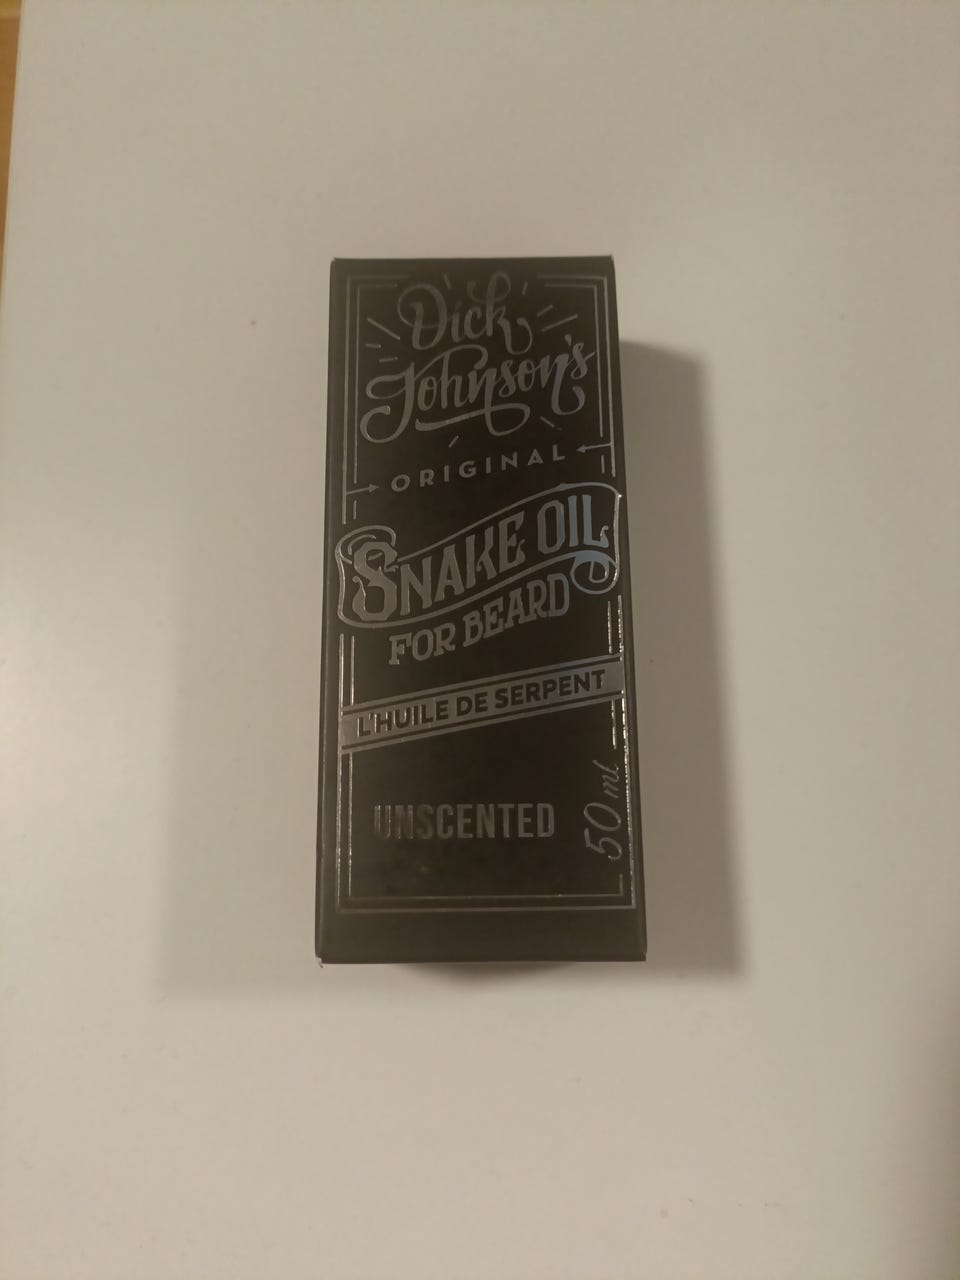 Dick
Johnson's
ORIGINAL
SNAKE OIL
FOR BEARD
L'HUILE DE SERPENT
UNSCENTED
50 ml